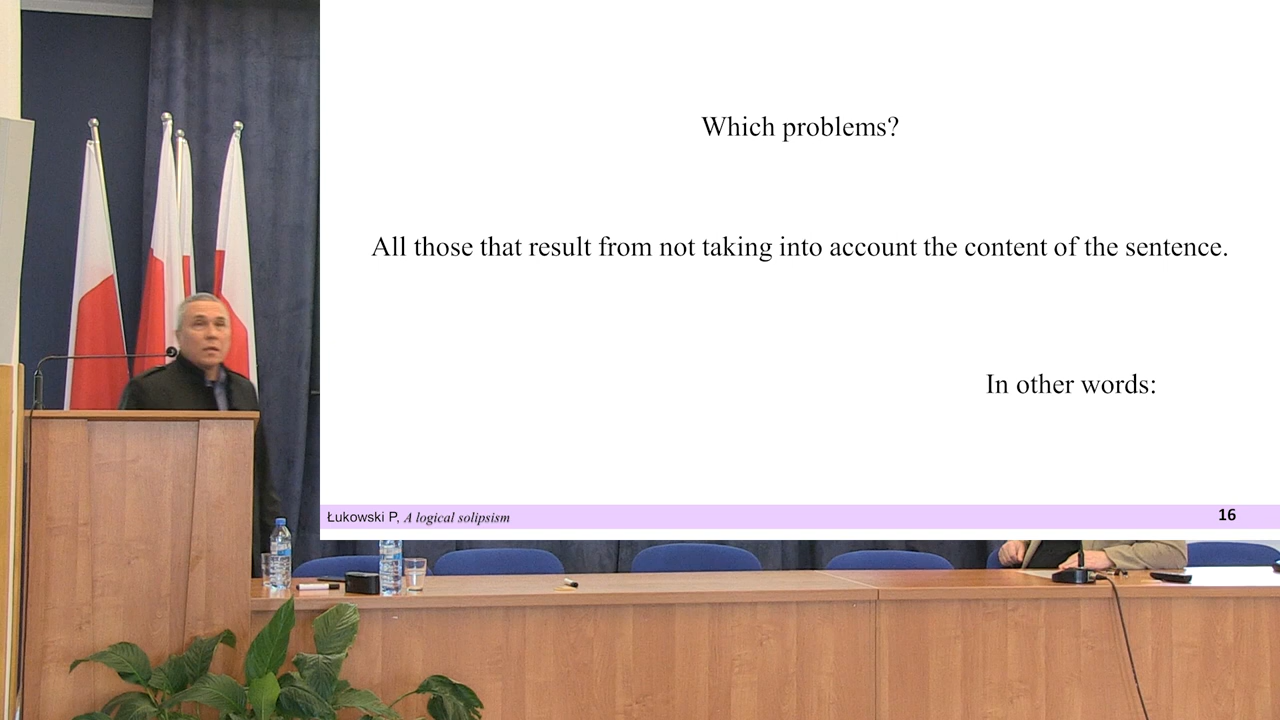 Which problems?
All those that result from not taking into account the content of the sentence.
In other words:
Łukowski P, A logical solipsism
16